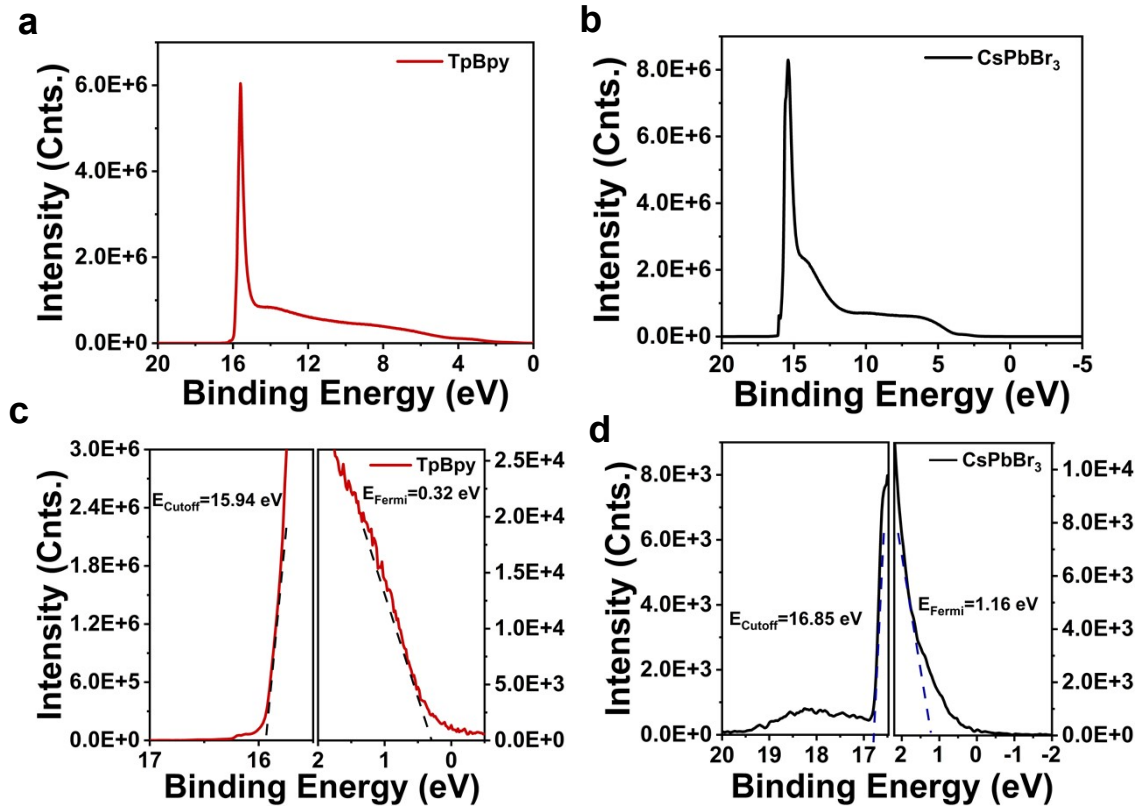 a
TpBpy
Intensity (Cnts.)
6.0E+6
4.0E+6
2.0E+6
0.0E+0
20 16 12 8 4 0
Binding Energy (eV)
b
CsPbBr₃
Intensity (Cnts.)
8.0E+6
6.0E+6
4.0E+6
2.0E+6
0.0E+0
20 15 10 5 0 -5
Binding Energy (eV)
c
TpBpy
E_Cutoff=15.94 eV
E_Fermi=0.32 eV
Intensity (Cnts.)
3.0E+6
2.4E+6
1.8E+6
1.2E+6
6.0E+5
0.0E+0
2.5E+4
2.0E+4
1.5E+4
1.0E+4
5.0E+3
0.0E+0
17 16 2 1 0
Binding Energy (eV)
d
CsPbBr₃
E_Cutoff=16.85 eV
E_Fermi=1.16 eV
Intensity (Cnts.)
8.0E+3
6.0E+3
4.0E+3
2.0E+3
0.0E+0
1.0E+4
8.0E+3
6.0E+3
4.0E+3
2.0E+3
0.0E+0
20 19 18 17 2 1 0 -1 -2
Binding Energy (eV)